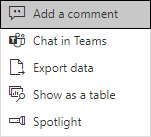 Add a comment
Chat in Teams
Export data
Show as a table
Spotlight